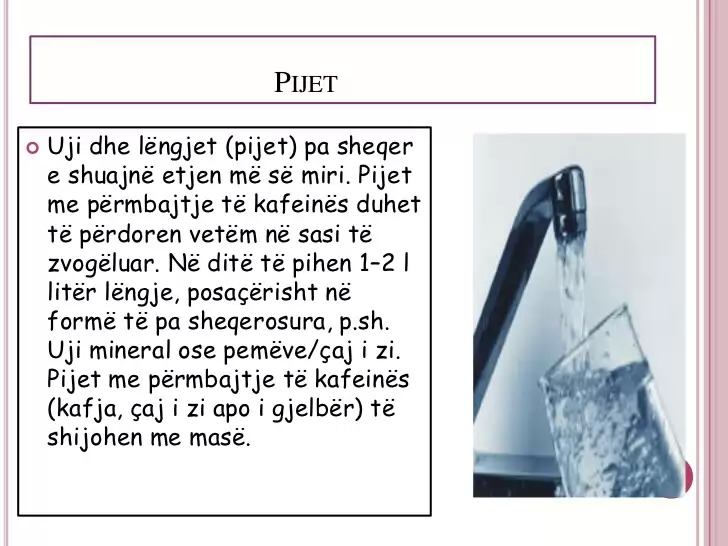 PIJET
Uji dhe lëngjet (pijet) pa sheqer
e shuajnë etjen më së miri. Pijet
me përmbajtje të kafeinës duhet
të përdoren vetëm në sasi të
zvogëluar. Në ditë të pihen 1–2 l
litër lëngje, posaçërisht në
formë të pa sheqerosura, p.sh.
Uji mineral ose pemëve/çaj i zi.
Pijet me përmbajtje të kafeinës
(kafja, çaj i zi apo i gjelbër) të
shijohen me masë.